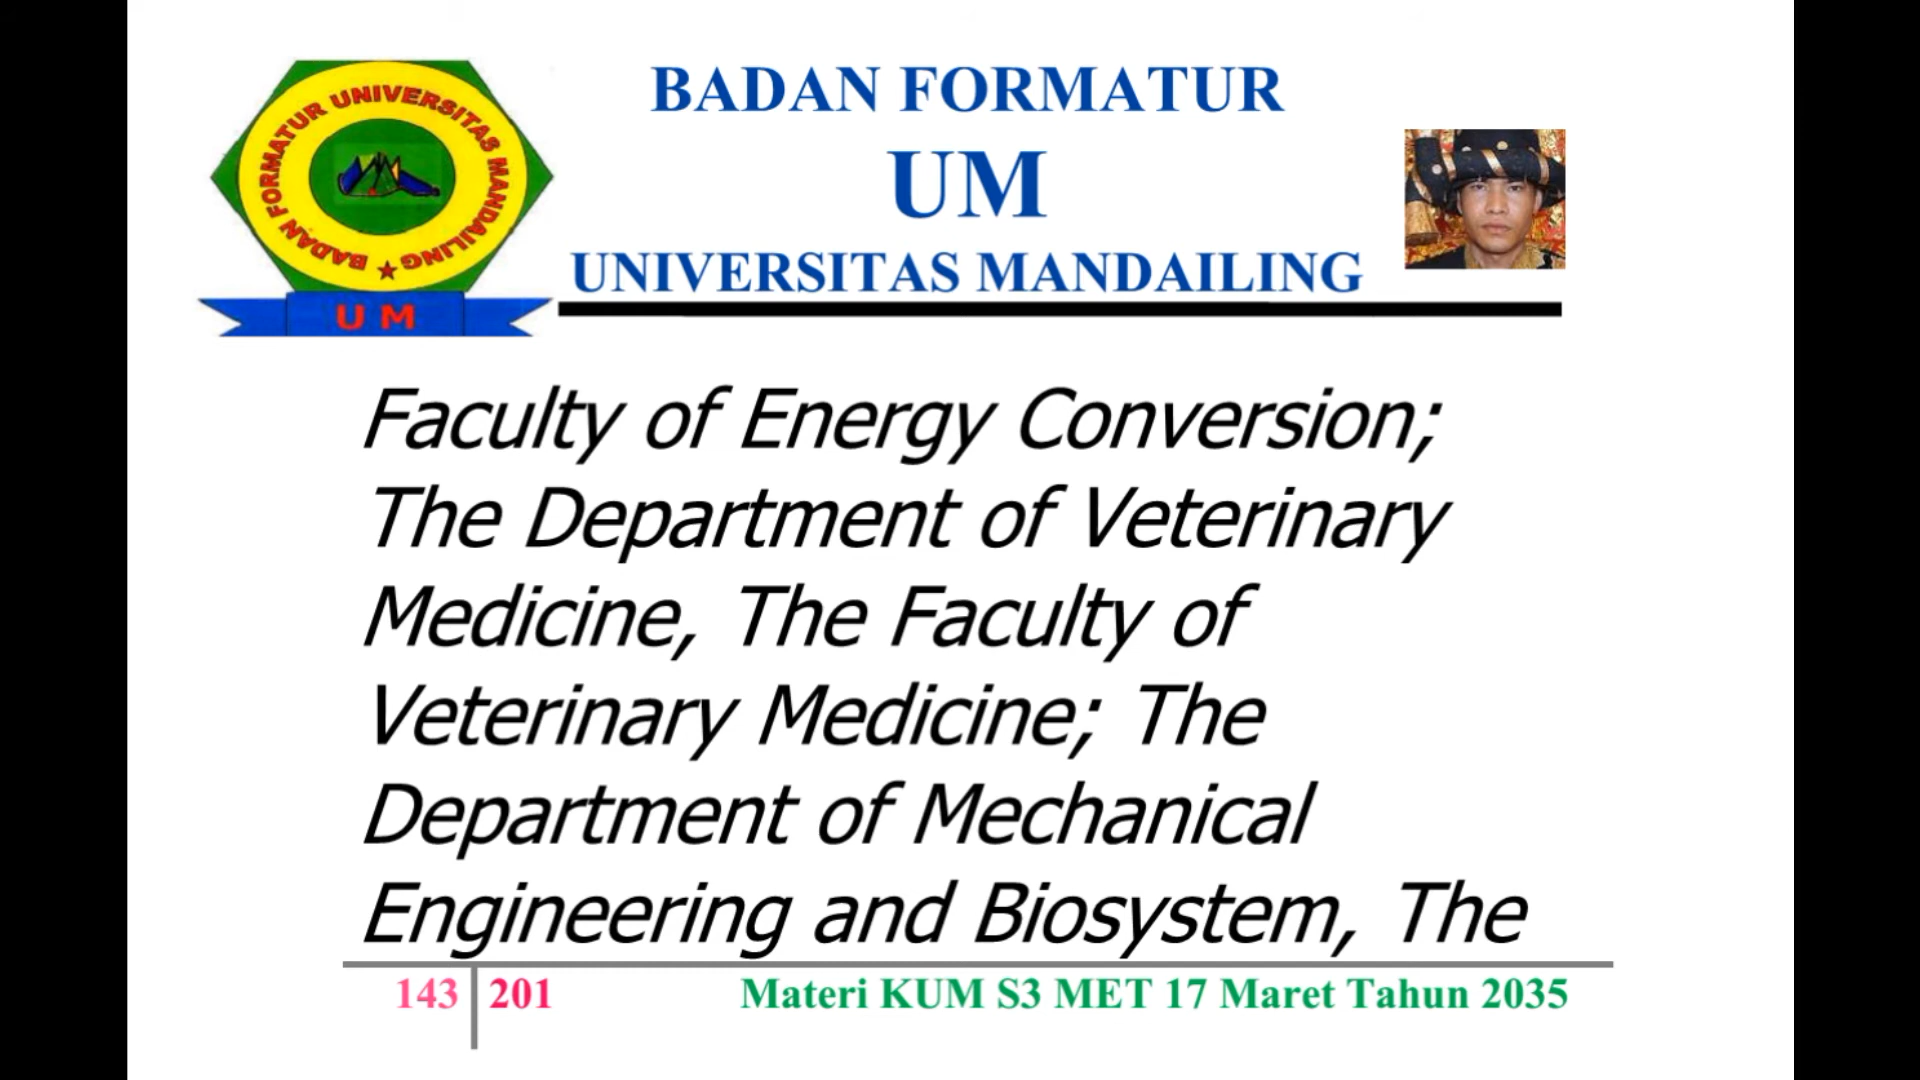 BADAN FORMATUR UNIVERSITAS MANDAILING
U M
BADAN FORMATUR
UM
UNIVERSITAS MANDAILING
Faculty of Energy Conversion;
The Department of Veterinary
Medicine, The Faculty of
Veterinary Medicine; The
Department of Mechanical
Engineering and Biosystem, The
143 201 Materi KUM S3 MET 17 Maret Tahun 2035